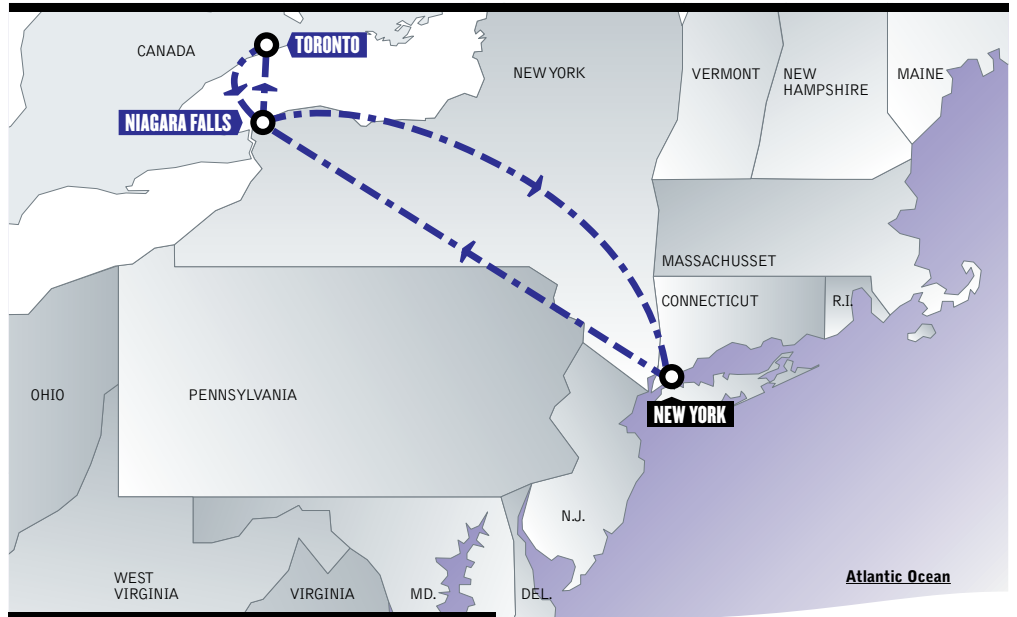 CANADA
TORONTO
NEW YORK
VERMONT
NEW
HAMPSHIRE
MAINE
NIAGARA FALLS
MASSACHUSSET
CONNECTICUT
R.I.
OHIO
PENNSYLVANIA
NEW YORK
N.J.
WEST
VIRGINIA
VIRGINIA
MD.
DEL.
Atlantic Ocean